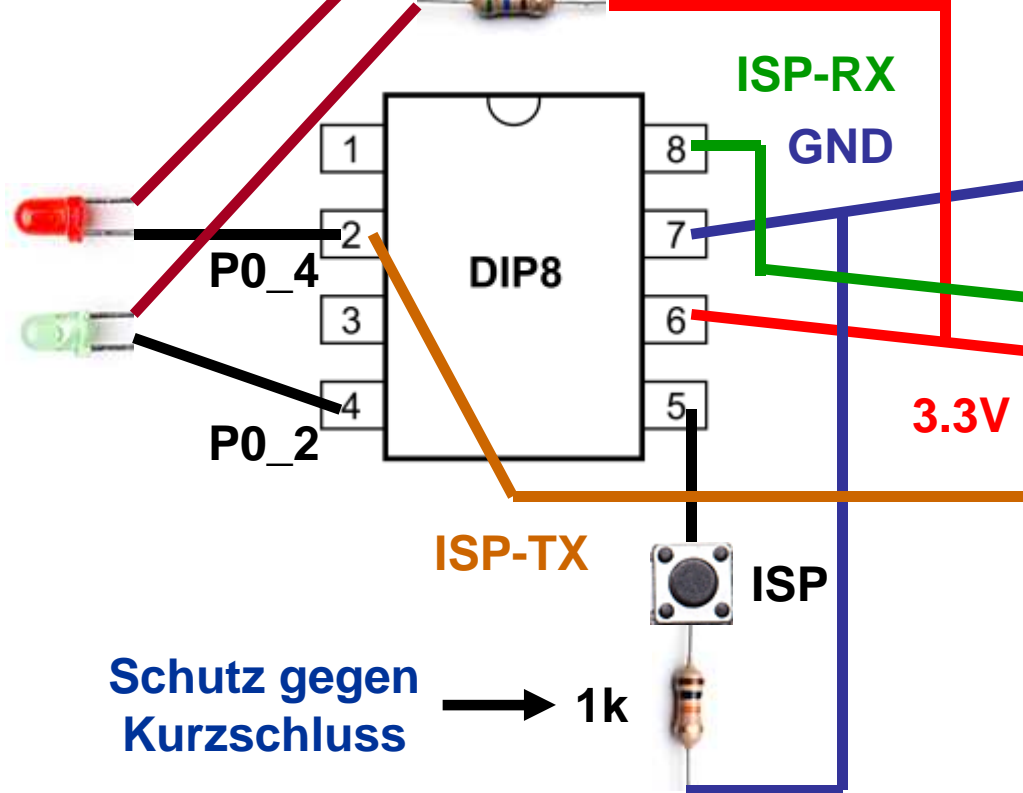 ISP-RX
1
8
GND
2
7
P0_4
DIP8
3
6
4
5
3.3V
P0_2
ISP-TX
ISP
Schutz gegen
Kurzschluss
1k